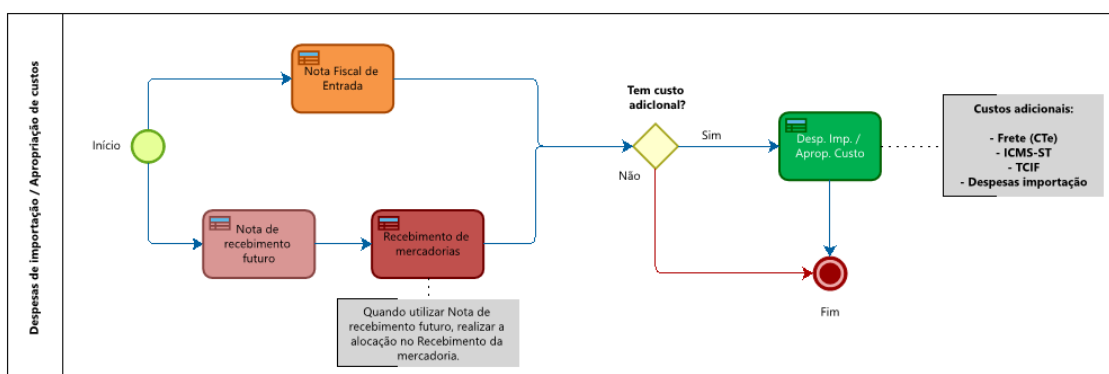 Despesas de importação / Apropriação de custos
Início
Nota Fiscal de
Entrada
Nota de
recebimento
futuro
Recebimento de
mercadorias
Quando utilizar Nota de
recebimento futuro, realizar a
alocação no Recebimento da
mercadoria.
Tem custo
adicional?
Sim
Não
Desp. Imp. /
Aprop. Custo
Fim
Custos adicionais:
- Frete (CTe)
- ICMS-ST
- TCIF
- Despesas importação